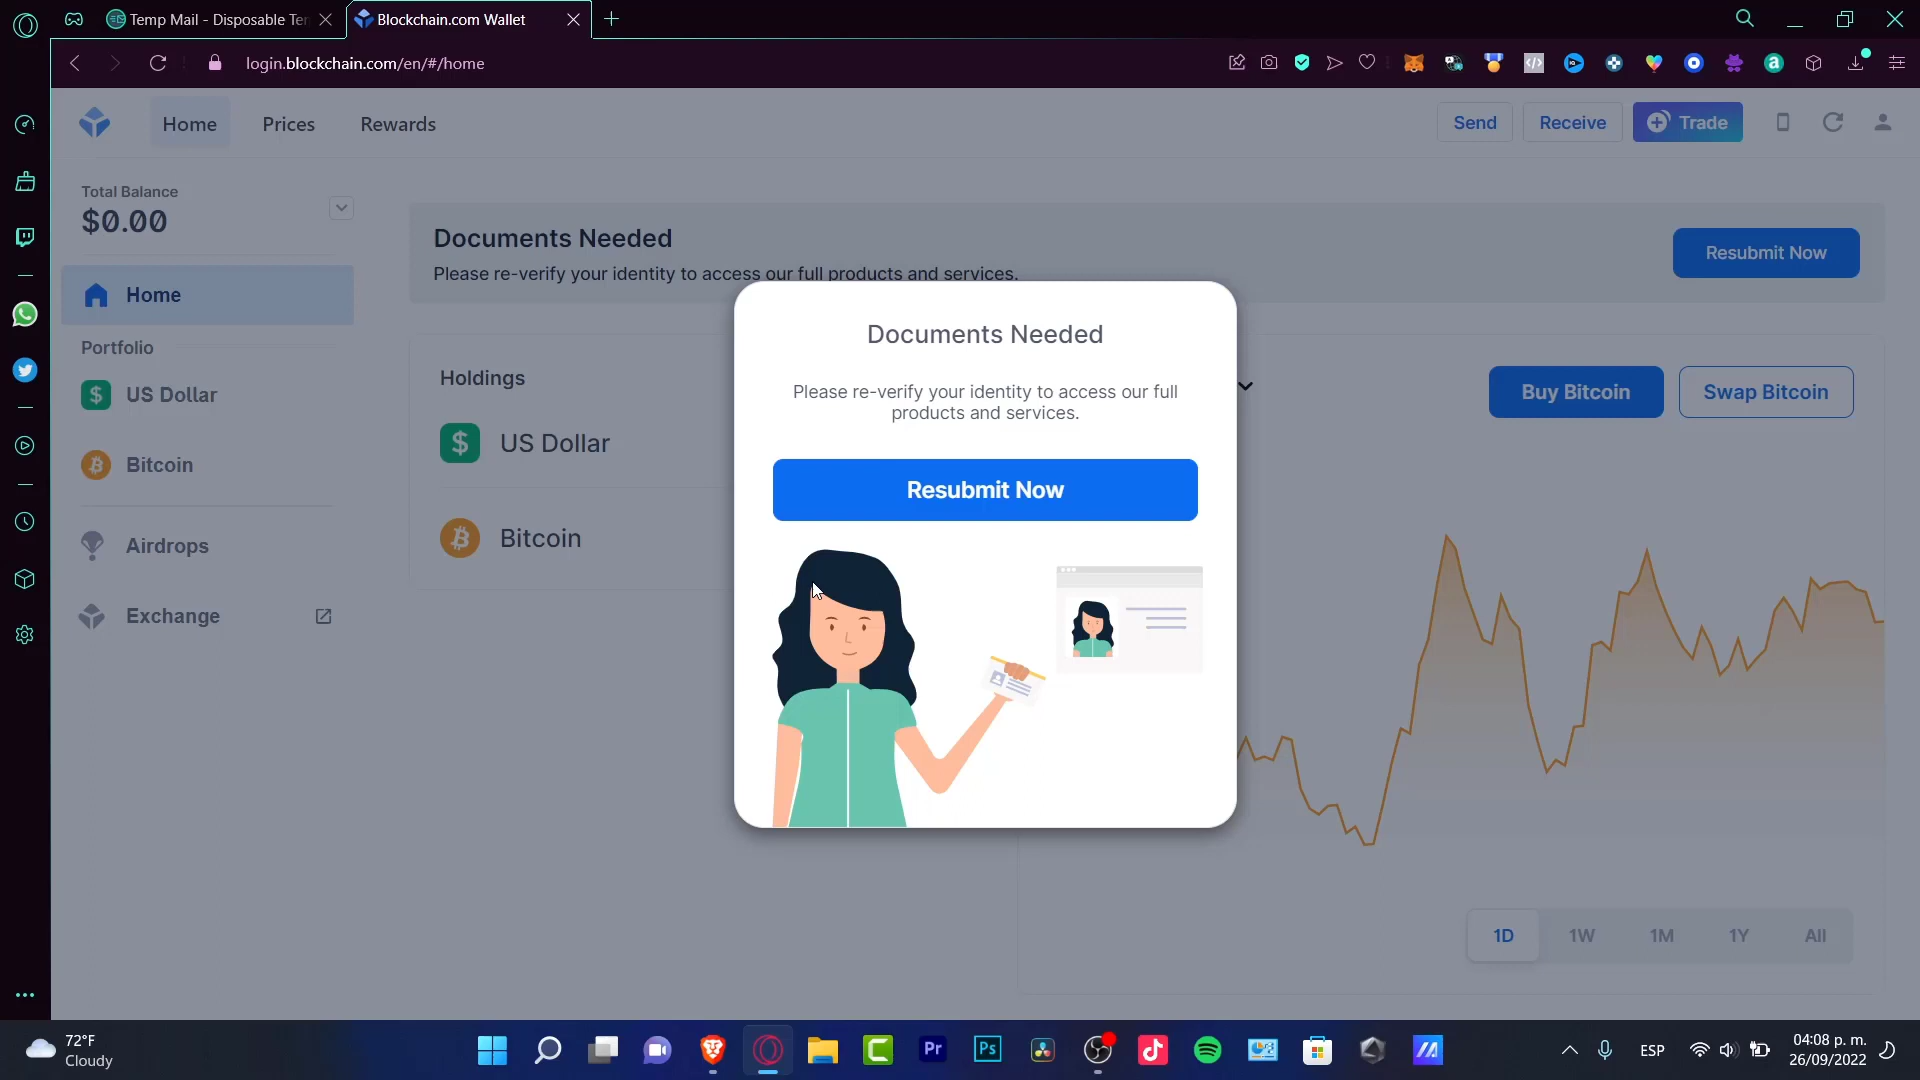 Temp Mail - Disposable Te
Blockchain.com Wallet
login.blockchain.com/en/#/home
Home
Prices
Rewards
Send
Receive
Trade
Total Balance
$0.00
Documents Needed
Please re-verify your identity to access our full products and services.
Resubmit Now
Home
Portfolio
US Dollar
Bitcoin
Airdrops
Exchange
Holdings
US Dollar
Bitcoin
Documents Needed
Please re-verify your identity to access our full
products and services.
Resubmit Now
Buy Bitcoin
Swap Bitcoin
1D
1W
1M
1Y
All
72°F
Cloudy
Pr
Ps
ESP
04:08 p. m.
26/09/2022